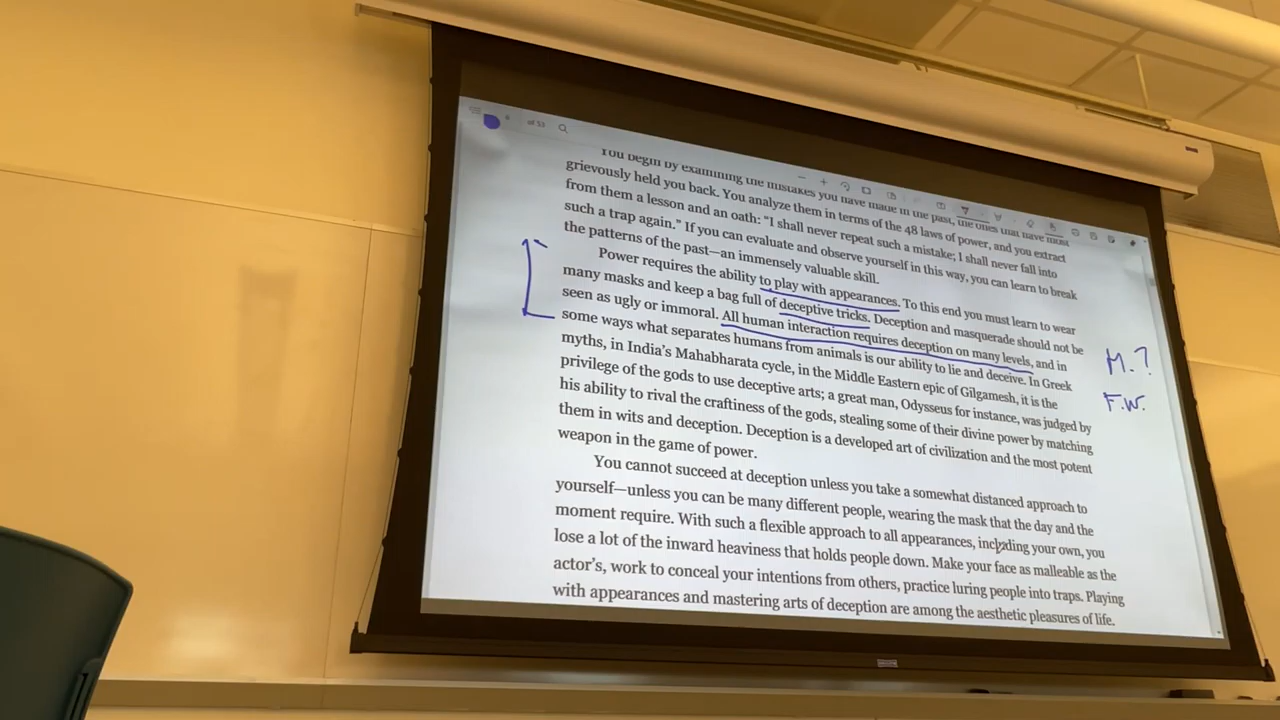 6 of 53
You begin by examining the mistakes you have made in the past, the ones that have most
grievously held you back. You analyze them in terms of the 48 laws of power, and you extract
from them a lesson and an oath: “I shall never repeat such a mistake; I shall never fall into
such a trap again.” If you can evaluate and observe yourself in this way, you can learn to break
the patterns of the past—an immensely valuable skill.
Power requires the ability to play with appearances. To this end you must learn to wear
many masks and keep a bag full of deceptive tricks. Deception and masquerade should not be
seen as ugly or immoral. All human interaction requires deception on many levels, and in
some ways what separates humans from animals is our ability to lie and deceive. In Greek
myths, in India’s Mahabharata cycle, in the Middle Eastern epic of Gilgamesh, it is the
privilege of the gods to use deceptive arts; a great man, Odysseus for instance, was judged by
his ability to rival the craftiness of the gods, stealing some of their divine power by matching
them in wits and deception. Deception is a developed art of civilization and the most potent
weapon in the game of power.
M.?
F.W.
You cannot succeed at deception unless you take a somewhat distanced approach to
yourself—unless you can be many different people, wearing the mask that the day and the
moment require. With such a flexible approach to all appearances, including your own, you
lose a lot of the inward heaviness that holds people down. Make your face as malleable as the
actor’s, work to conceal your intentions from others, practice luring people into traps. Playing
with appearances and mastering arts of deception are among the aesthetic pleasures of life.